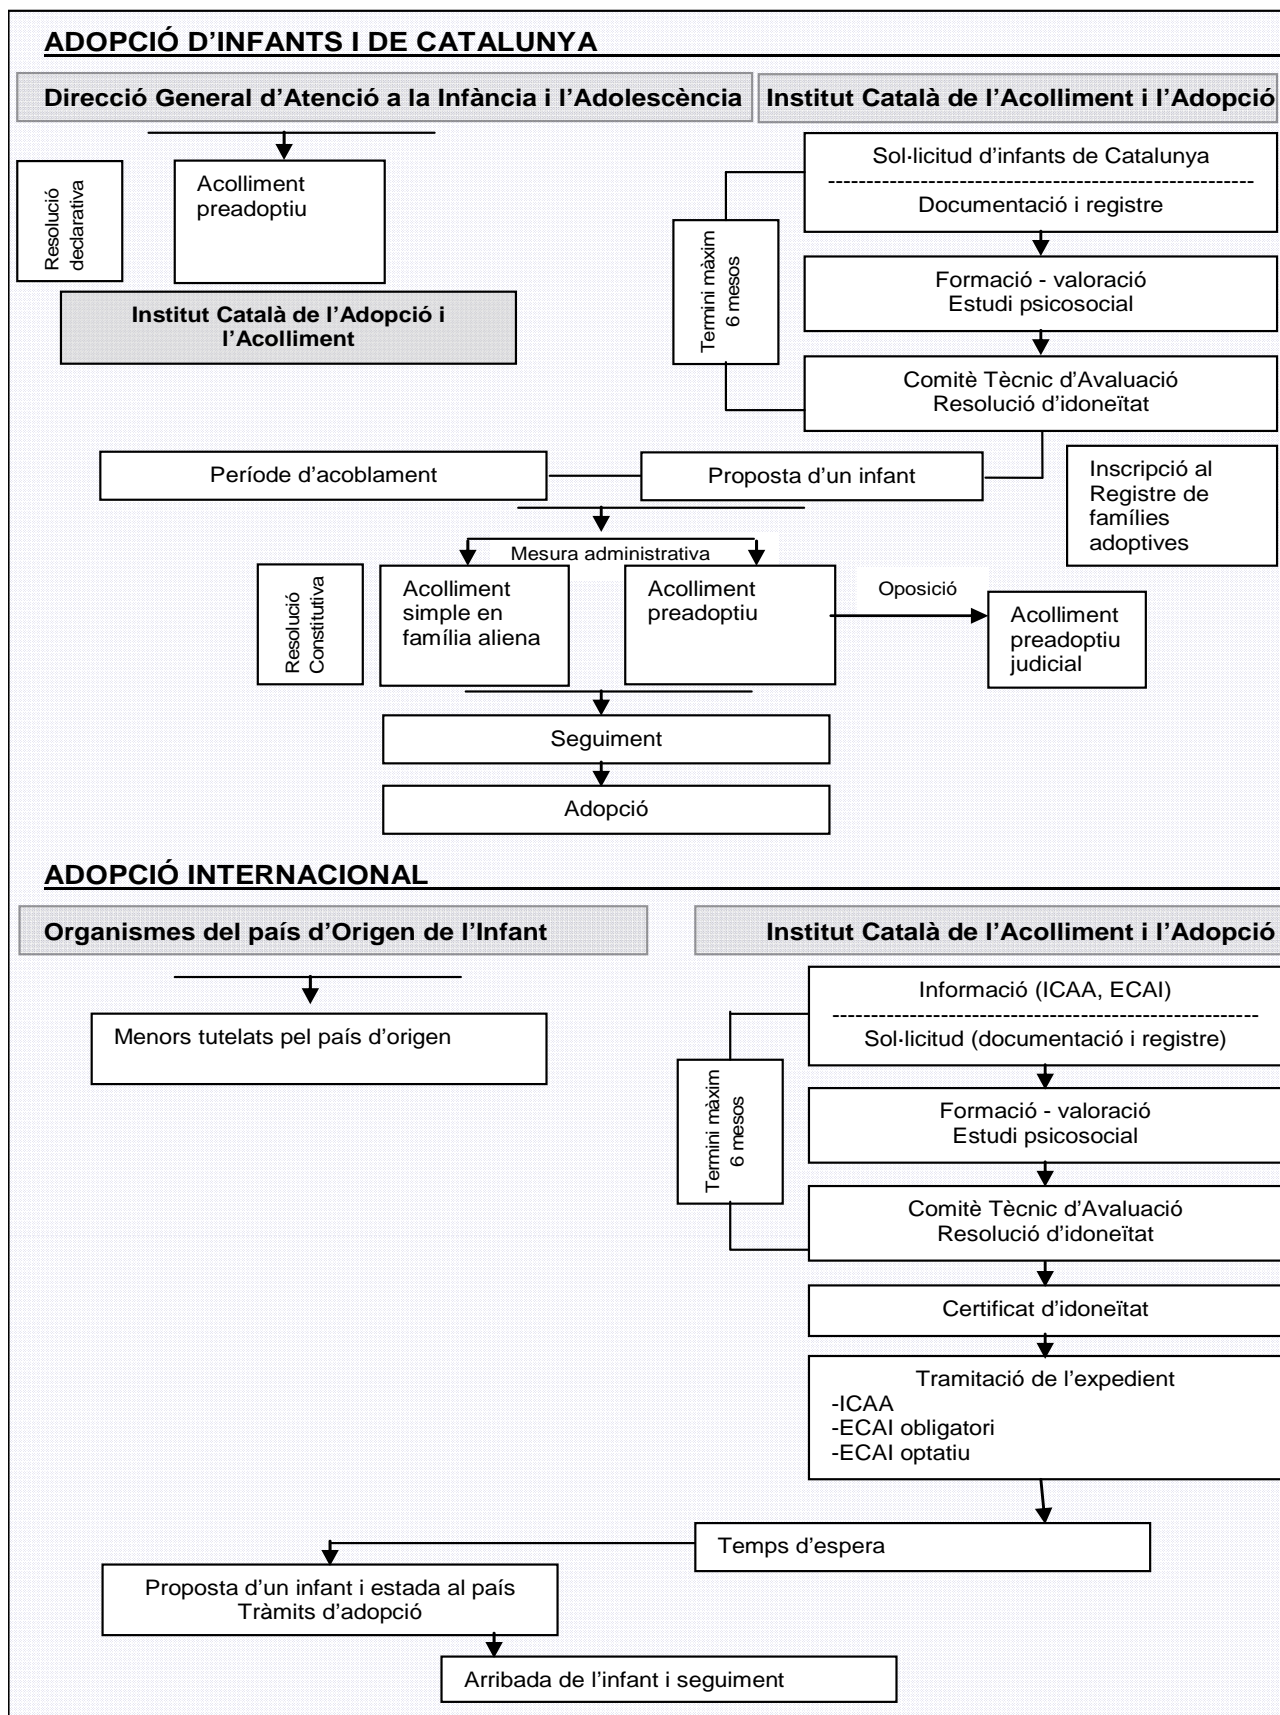 ADOPCIÓ D'INFANTS I DE CATALUNYA
Direcció General d'Atenció a la Infància i l'Adolescència
Institut Català de l'Acolliment i l'Adopció
Resolució
declarativa
Acolliment
preadoptiu
Institut Català de l'Adopció i
l'Acolliment
Termini màxim
6 mesos
Sol·licitud d'infants de Catalunya
Documentació i registre
Formació - valoració
Estudi psicosocial
Comitè Tècnic d'Avaluació
Resolució d'idoneïtat
Període d'acoblament
Proposta d'un infant
Inscripció al
Registre de
famílies
adoptives
Mesura administrativa
Resolució
Constitutiva
Acolliment
simple en
família aliena
Acolliment
preadoptiu
Oposició
Acolliment
preadoptiu
judicial
Seguiment
Adopció
ADOPCIÓ INTERNACIONAL
Organismes del país d'Origen de l'Infant
Institut Català de l'Acolliment i l'Adopció
Menors tutelats pel país d'origen
Termini màxim
6 mesos
Informació (ICAA, ECAI)
Sol·licitud (documentació i registre)
Formació - valoració
Estudi psicosocial
Comitè Tècnic d'Avaluació
Resolució d'idoneïtat
Certificat d'idoneïtat
Tramitació de l'expedient
-ICAA
-ECAI obligatori
-ECAI optatiu
Temps d'espera
Proposta d'un infant i estada al país
Tràmits d'adopció
Arribada de l'infant i seguiment